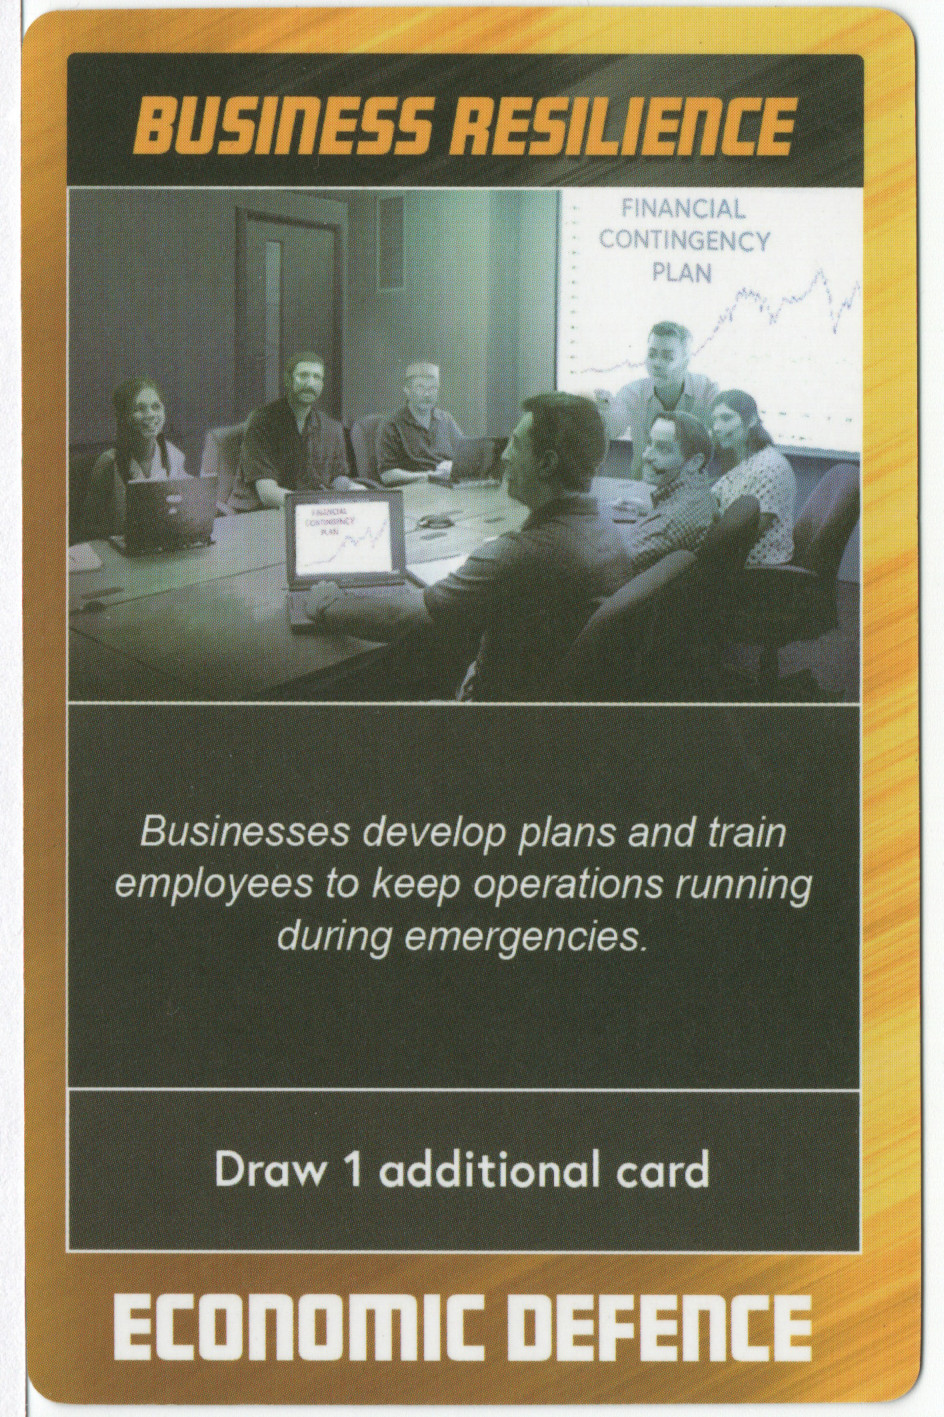 BUSINESS RESILIENCE
FINANCIAL
CONTINGENCY
PLAN
FINANCIAL
CONTINGENCY
PLAN
Businesses develop plans and train
employees to keep operations running
during emergencies.
Draw 1 additional card
ECONOMIC DEFENCE